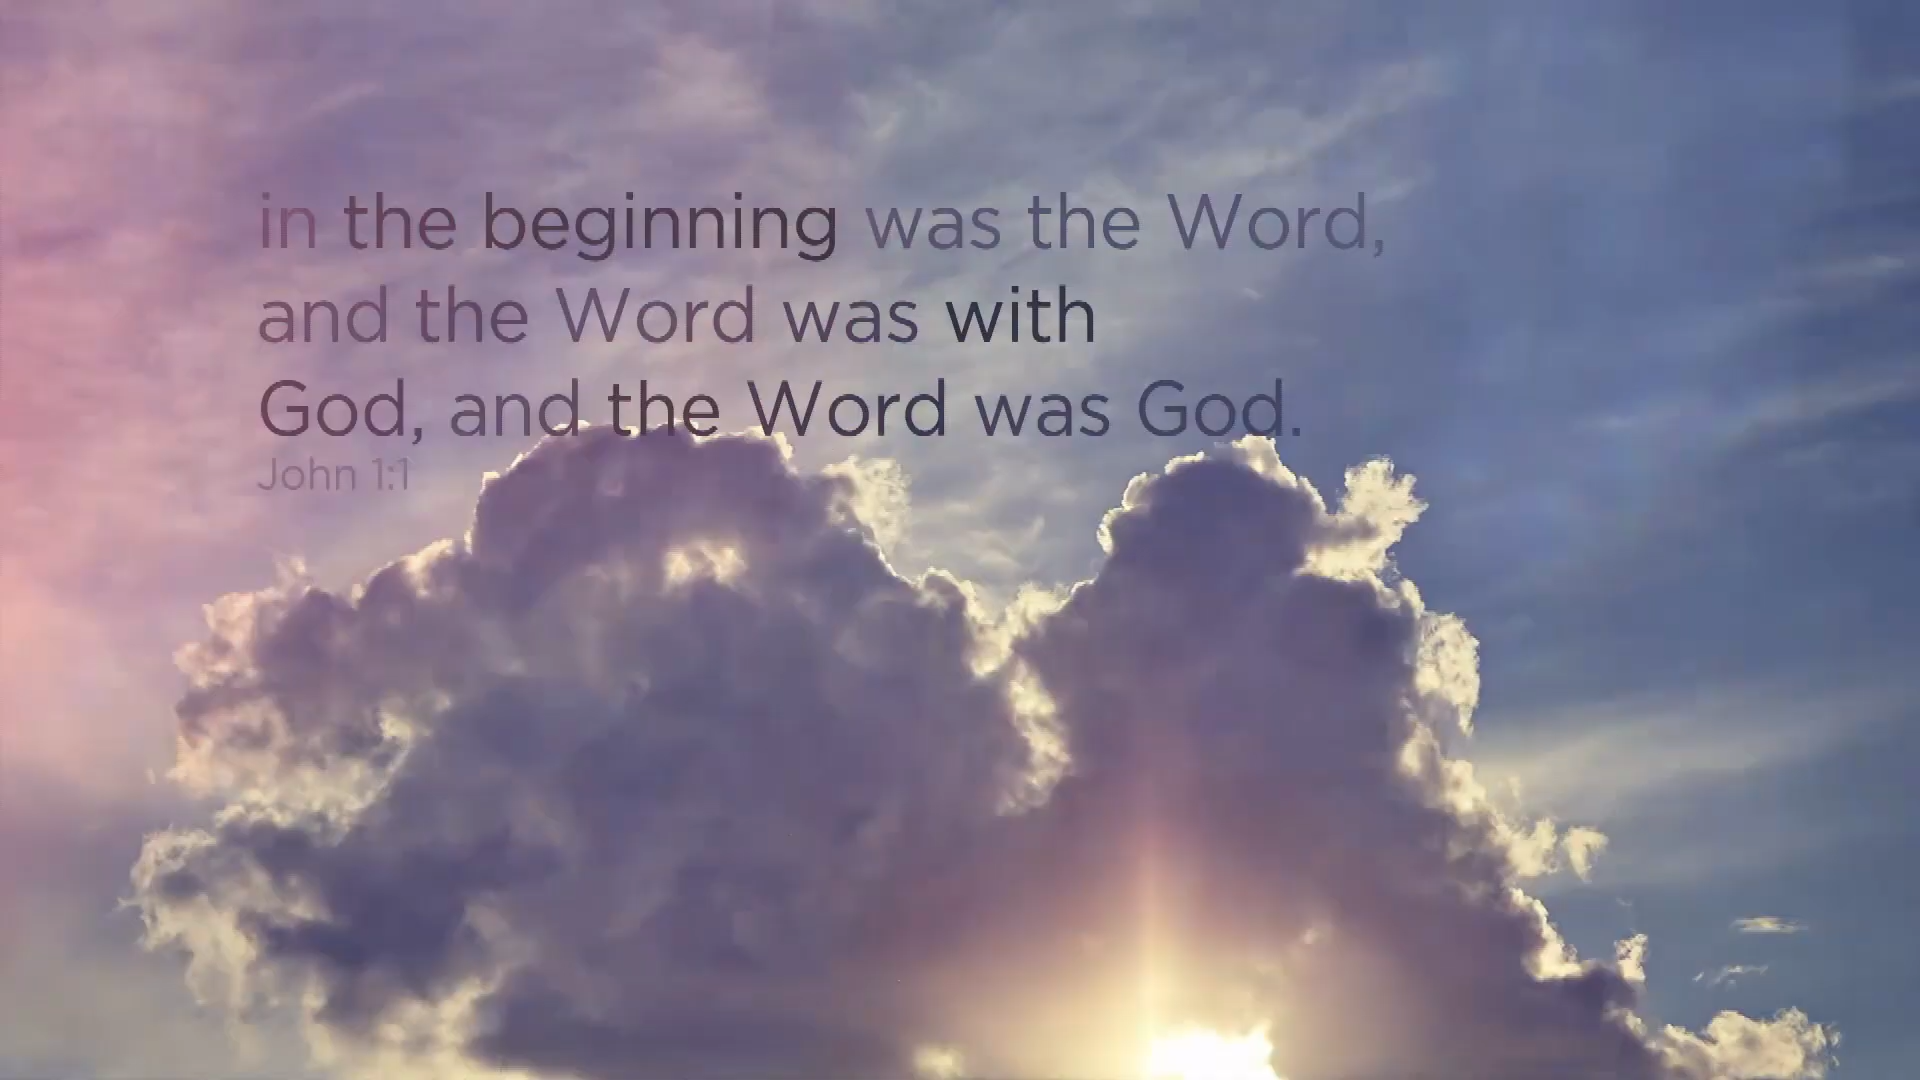 in the beginning was the Word,
and the Word was with
God, and the Word was God.
John 1:1